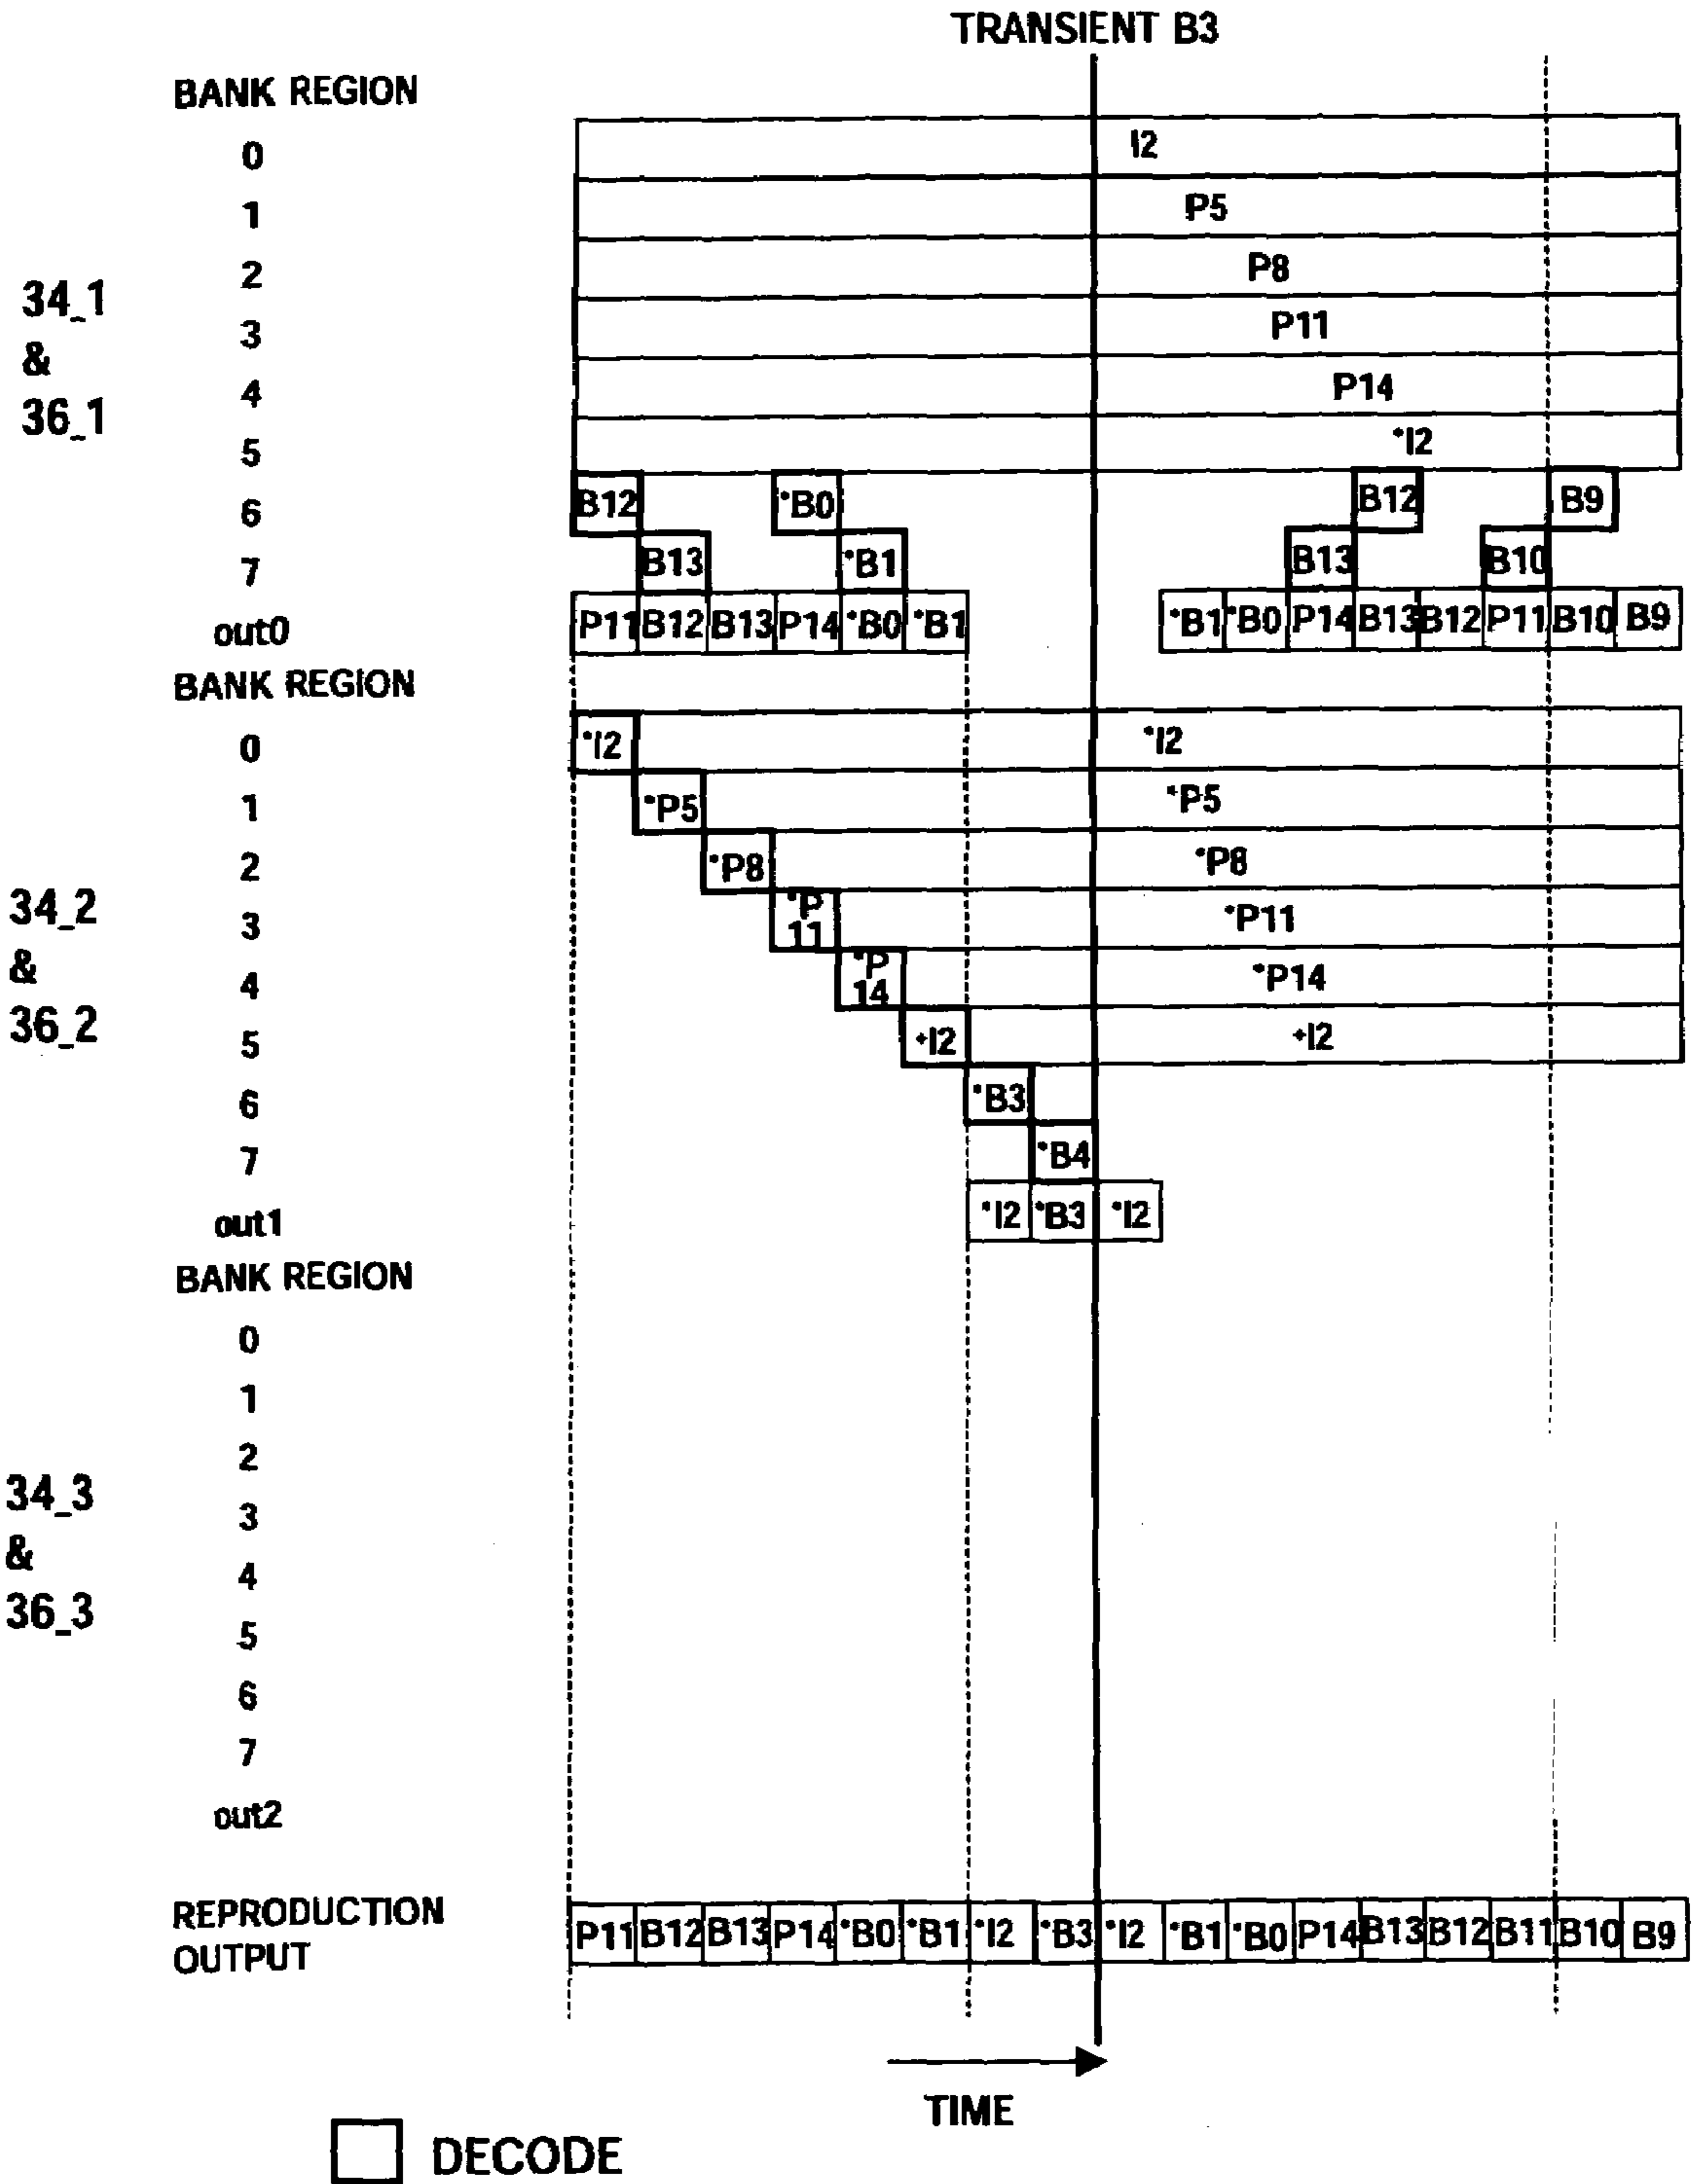 TRANSIENT B3
BANK REGION
0 I2
1 P5
2 P8
34_1 & 36_1
3 P11
4 P14
5 *I2
6 B12 *B0 B12 B9
7 B13 *B1 B13 B10
out0 P11 B12 B13 P14 *B0 *B1 *B1 *B0 P14 B13 B12 P11 B10 B9
BANK REGION
0 *I2 *I2
1 *P5 *P5
2 *P8 *P8
34_2 & 36_2
3 *P11 *P11
4 *P14 *P14
5 +I2 +I2
6 *B3
7 *B4
out1 *I2 *B3 *I2
BANK REGION
0
1
2
34_3 & 36_3
3
4
5
6
7
out2
REPRODUCTION OUTPUT P11 B12 B13 P14 *B0 *B1 *I2 *B3 *I2 *B1 *B0 P14 B13 B12 B11 B10 B9
TIME
DECODE